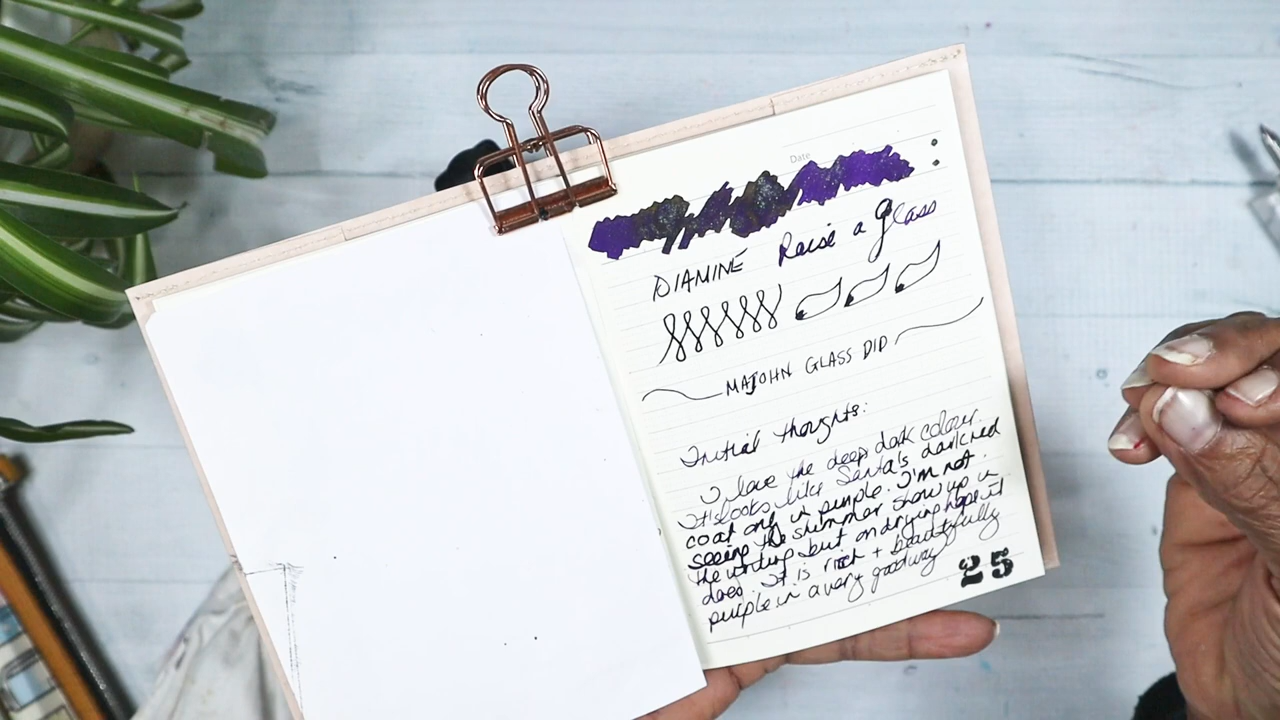 Date
DIAMINE Raise a glass
MAJOHN GLASS DIP
Initial thoughts:
I love the deep dark colour.
It's looks like Santa's dark red
coat only in purple. I'm not
seeing the shimmer show up in
the writing but on drying hope it
does. It is rich + beautifully
purple in a very good way
25